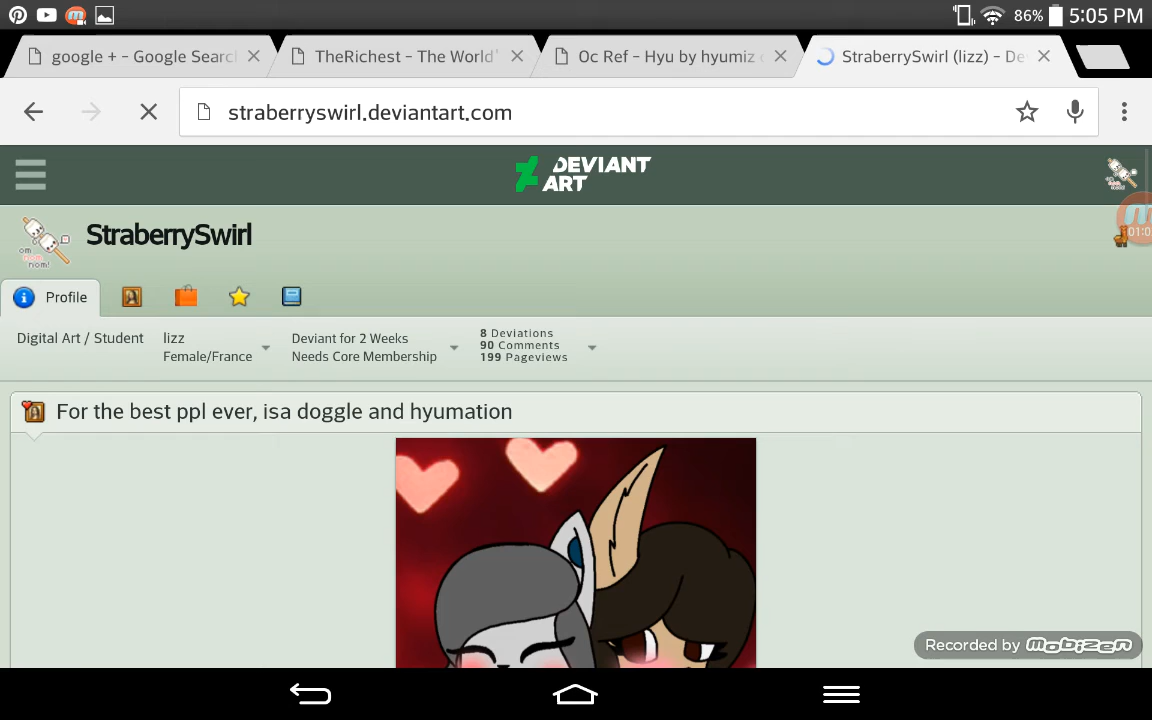 86% 5:05 PM
google + - Google Searc
TheRichest - The World'
Oc Ref - Hyu by hyumiz
StraberrySwirl (lizz) - De
straberryswirl.deviantart.com
DEVIANT
ART
StraberrySwirl
om
nom
nom!
01:0
Profile
Digital Art / Student
lizz
Female/France
Deviant for 2 Weeks
Needs Core Membership
8 Deviations
90 Comments
199 Pageviews
For the best ppl ever, isa doggle and hyumation
Recorded by mobizen